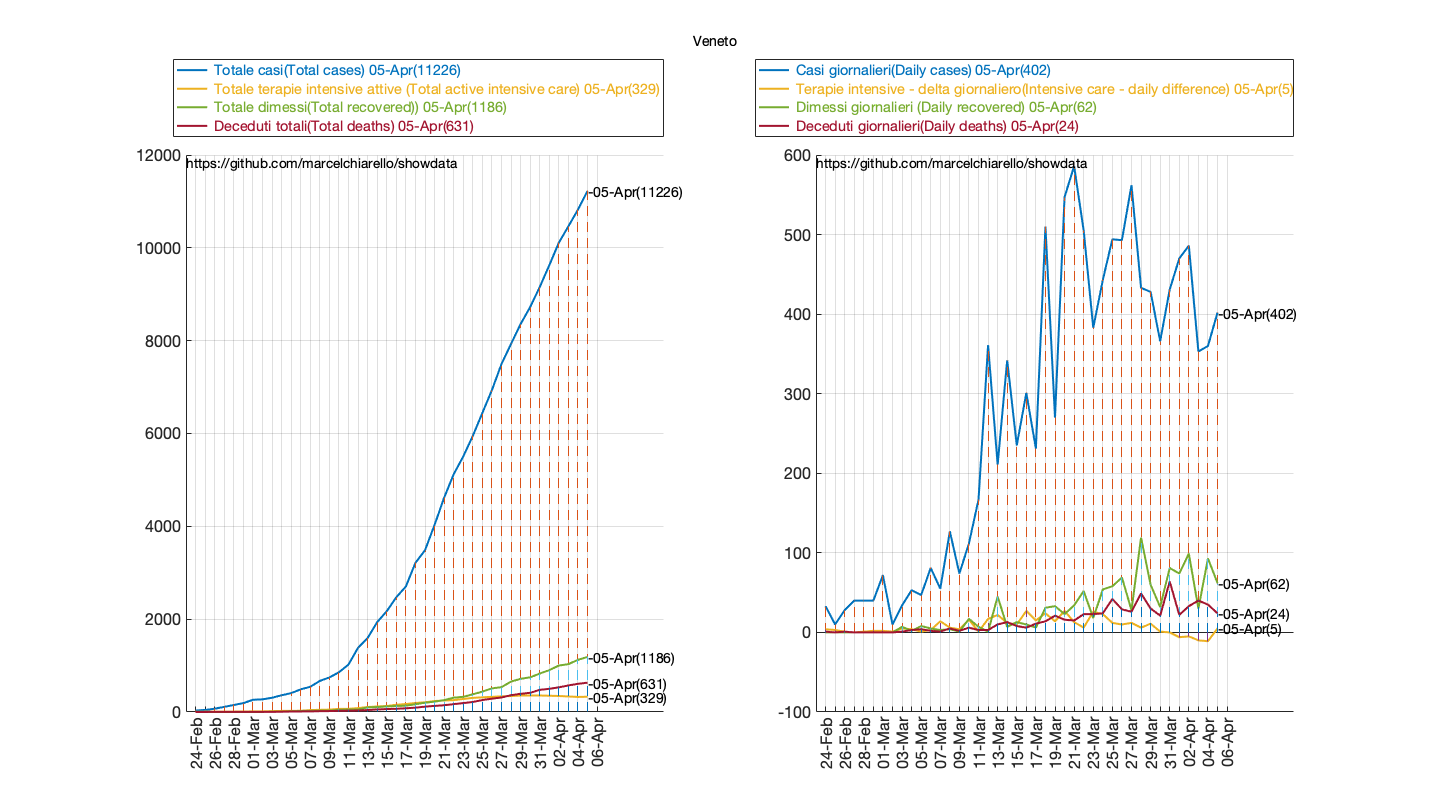 Veneto
Totale casi(Total cases) 05-Apr(11226)
Totale terapie intensive attive (Total active intensive care) 05-Apr(329)
Totale dimessi(Total recovered)) 05-Apr(1186)
Deceduti totali(Total deaths) 05-Apr(631)
12000
https://github.com/marcelchiarello/showdata
-05-Apr(11226)
10000
8000
6000
4000
2000
-05-Apr(1186)
-05-Apr(631)
-05-Apr(329)
0
24-Feb
26-Feb
28-Feb
01-Mar
03-Mar
05-Mar
07-Mar
09-Mar
11-Mar
13-Mar
15-Mar
17-Mar
19-Mar
21-Mar
23-Mar
25-Mar
27-Mar
29-Mar
31-Mar
02-Apr
04-Apr
06-Apr
Casi giornalieri(Daily cases) 05-Apr(402)
Terapie intensive - delta giornaliero(Intensive care - daily difference) 05-Apr(5)
Dimessi giornalieri (Daily recovered) 05-Apr(62)
Deceduti giornalieri(Daily deaths) 05-Apr(24)
600
https://github.com/marcelchiarello/showdata
500
400
-05-Apr(402)
300
200
100
-05-Apr(62)
-05-Apr(24)
0
-05-Apr(5)
-100
24-Feb
26-Feb
28-Feb
01-Mar
03-Mar
05-Mar
07-Mar
09-Mar
11-Mar
13-Mar
15-Mar
17-Mar
19-Mar
21-Mar
23-Mar
25-Mar
27-Mar
29-Mar
31-Mar
02-Apr
04-Apr
06-Apr